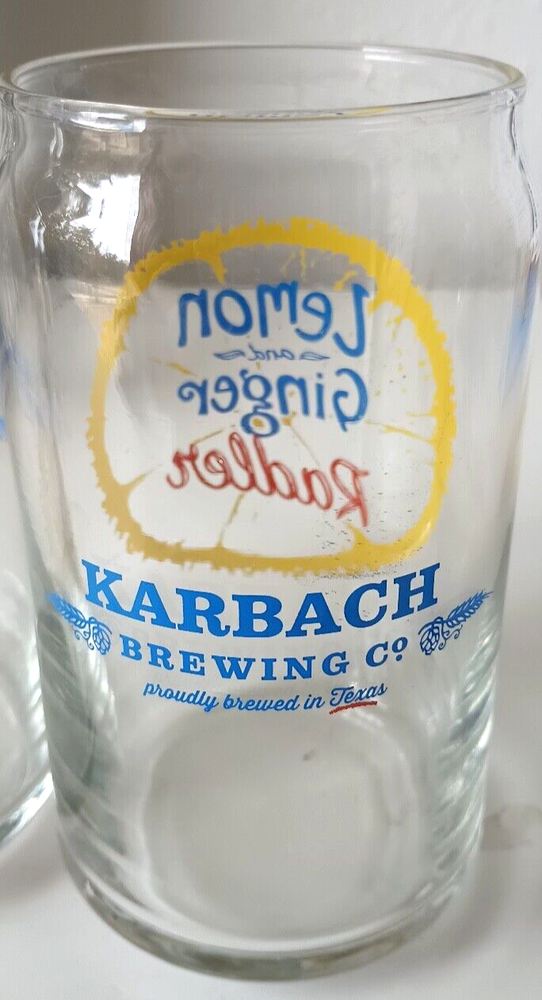 Lemon
and
Ginger
Radler
KARBACH
BREWING Cº
proudly brewed in Texas